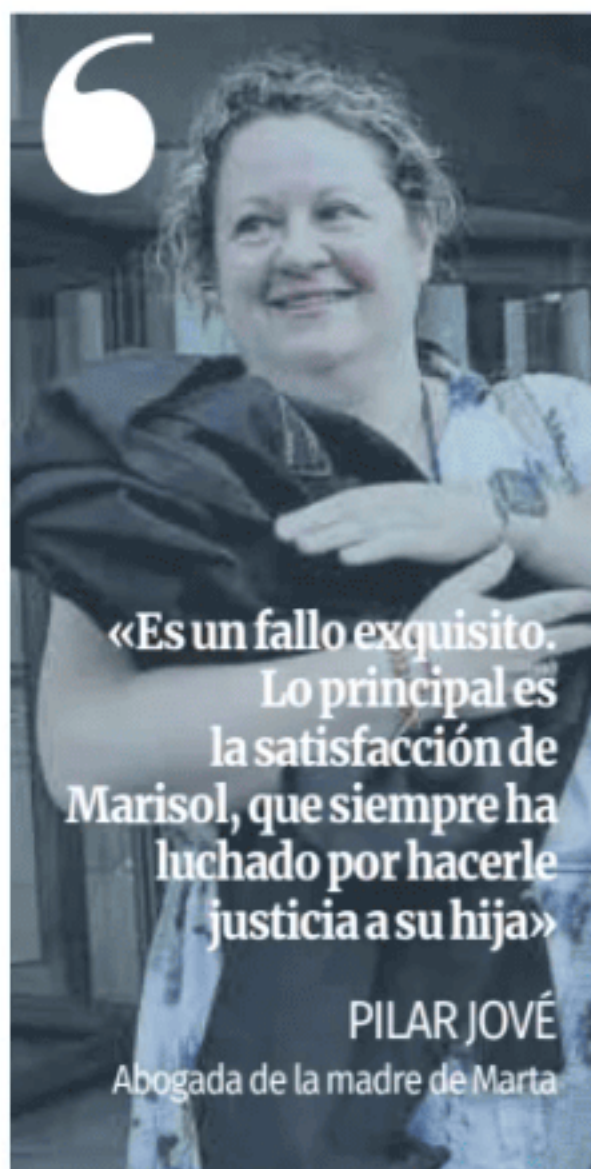 «Es un fallo exquisito.
Lo principal es
la satisfacción de
Marisol, que siempre ha
luchado por hacerle
justicia a su hija»
PILAR JOVÉ
Abogada de la madre de Marta